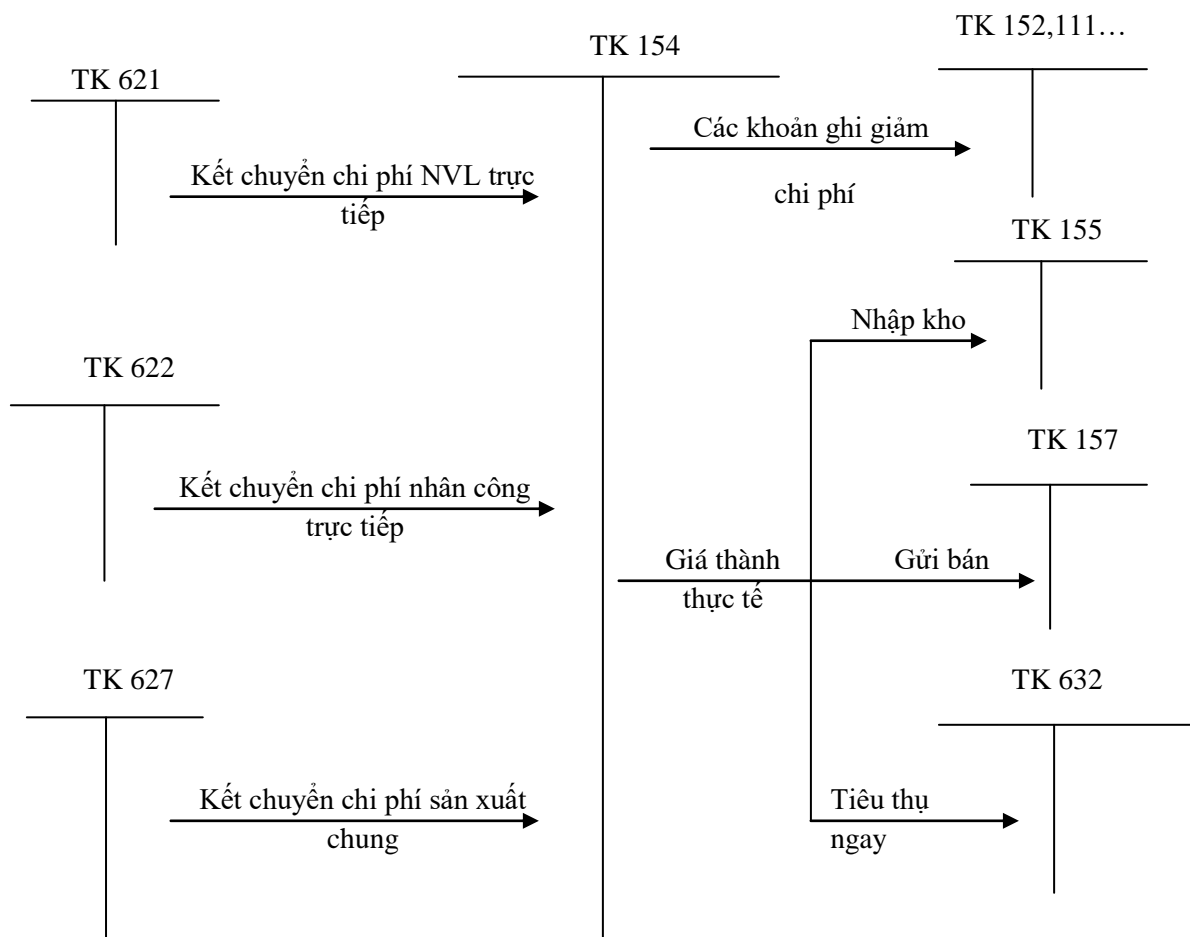 TK 152,111…
TK 154
TK 621
Các khoản ghi giảm
chi phí
Kết chuyển chi phí NVL trực
tiếp
TK 155
Nhập kho
TK 622
TK 157
Kết chuyển chi phí nhân công
trực tiếp
Giá thành
thực tế
Gửi bán
TK 627
TK 632
Kết chuyển chi phí sản xuất
chung
Tiêu thụ
ngay